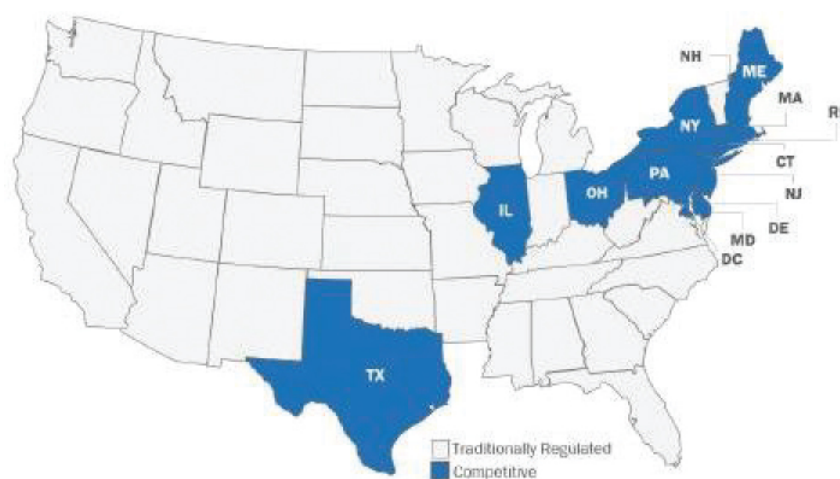 NH
ME
MA
R
NY
CT
PA
NJ
OH
IL
DE
MD
DC
TX
Traditionally Regulated
Competitive